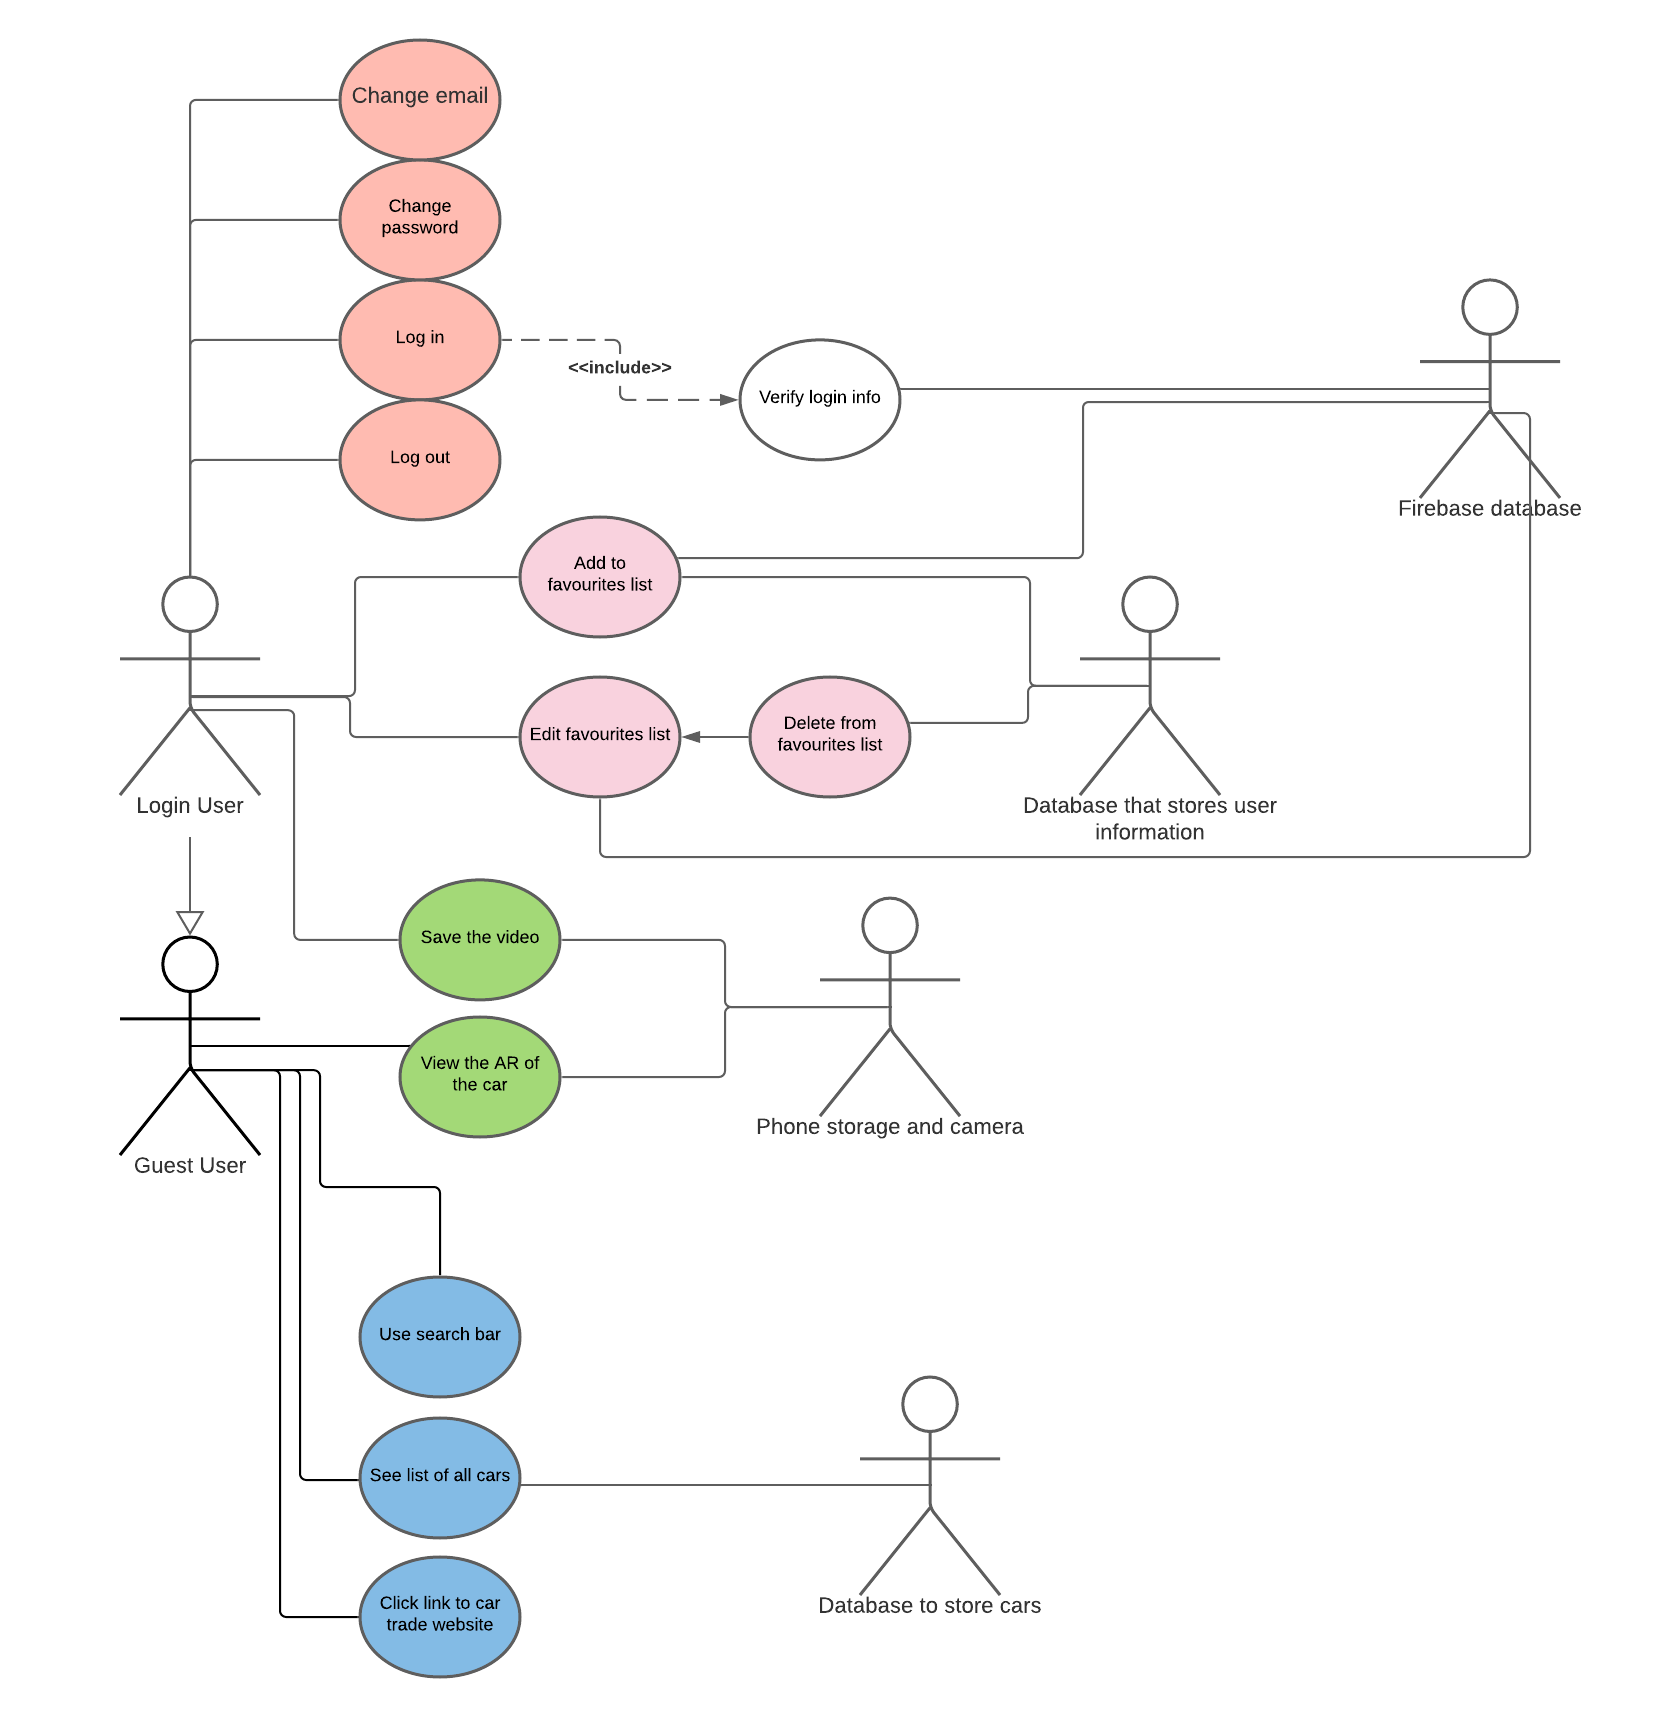 Change email
Change
password
Log in
<<include>>
Verify login info
Log out
Firebase database
Add to
favourites list
Edit favourites list
Delete from
favourites list
Login User
Database that stores user
information
Save the video
View the AR of
the car
Phone storage and camera
Guest User
Use search bar
See list of all cars
Click link to car
trade website
Database to store cars